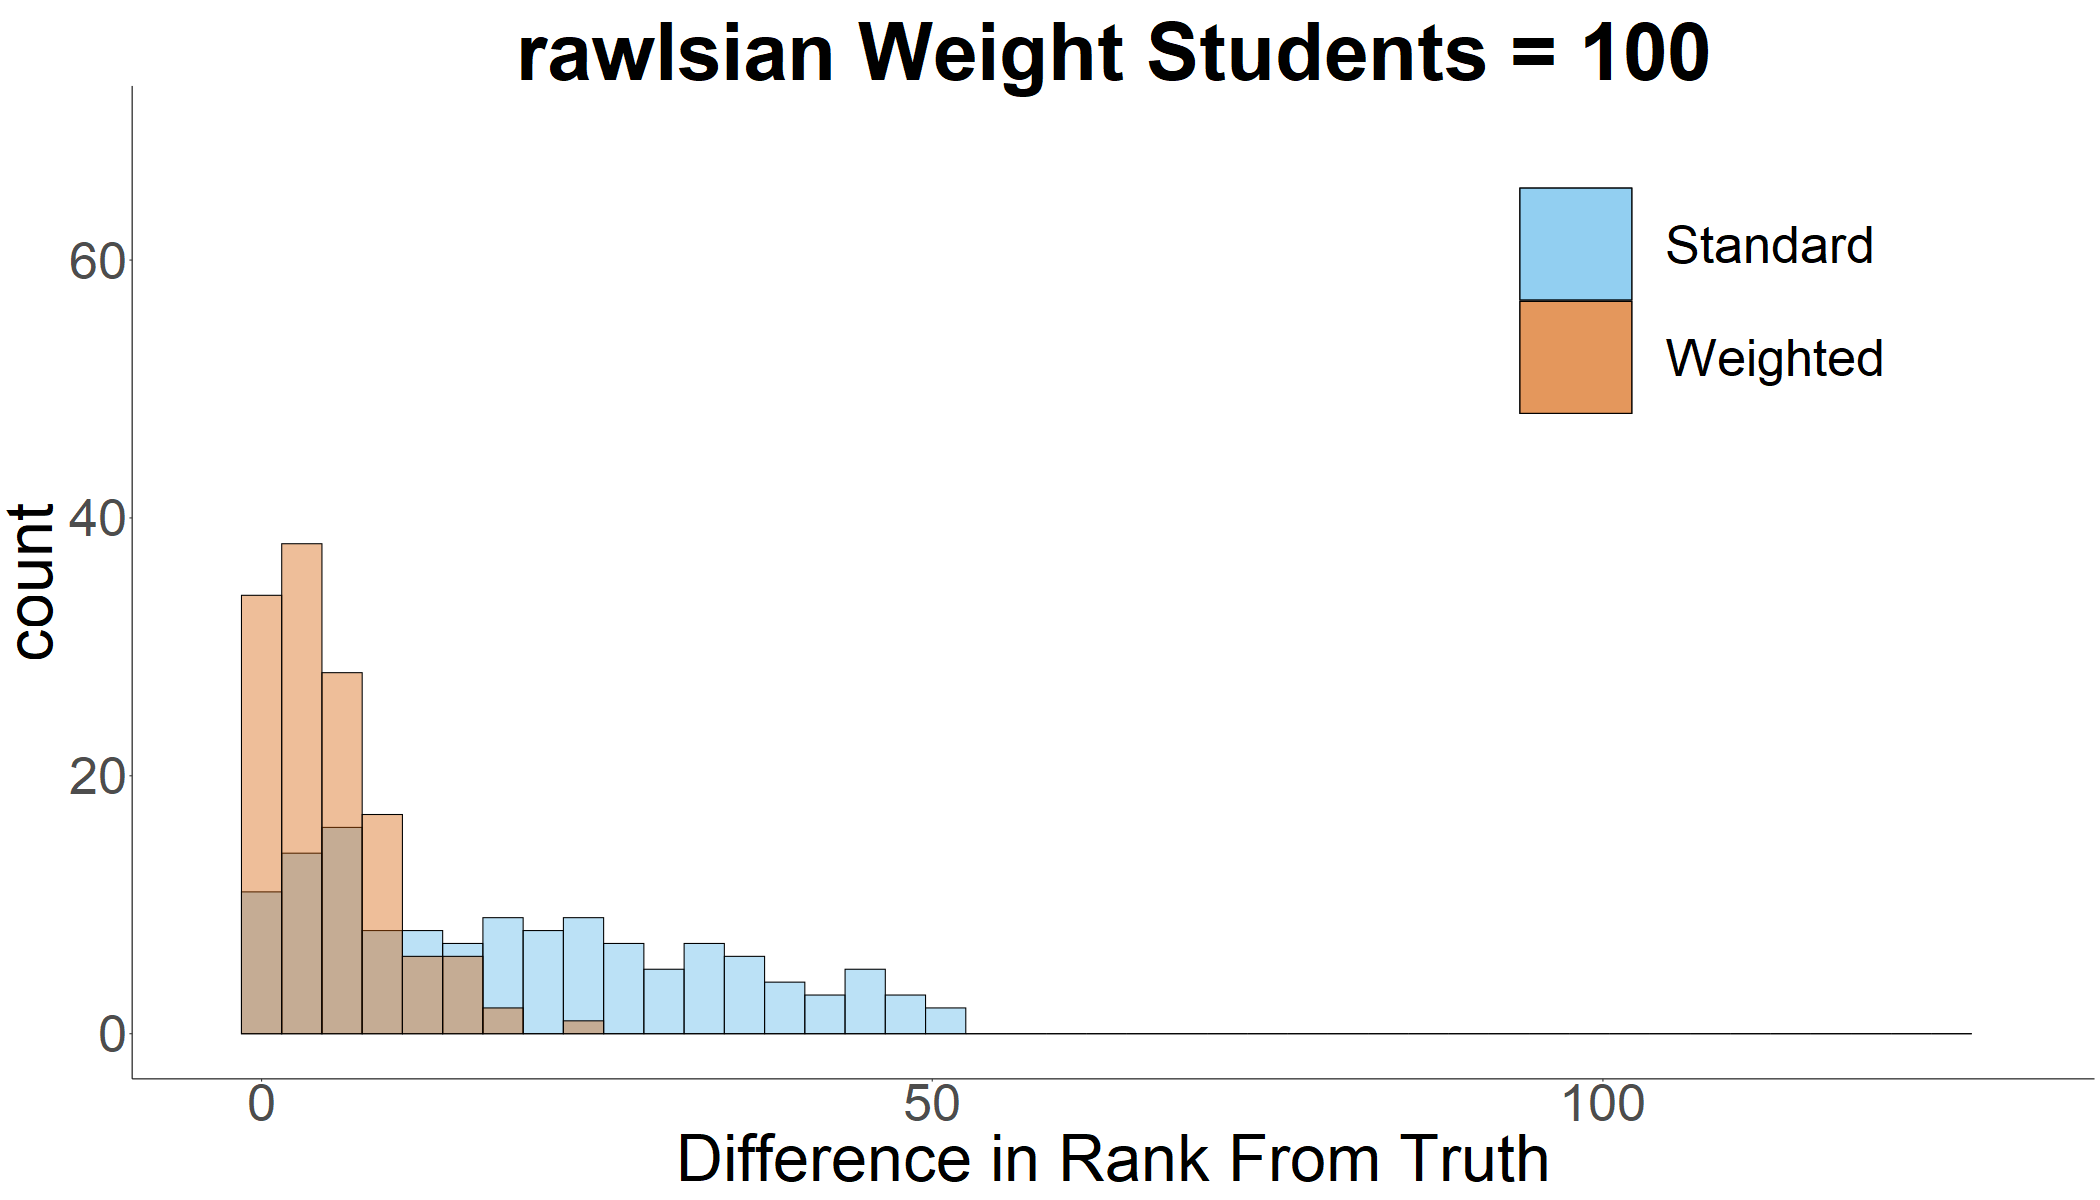 rawlsian Weight Students = 100
count
60
40
20
0
0
50
100
Difference in Rank From Truth
Standard
Weighted